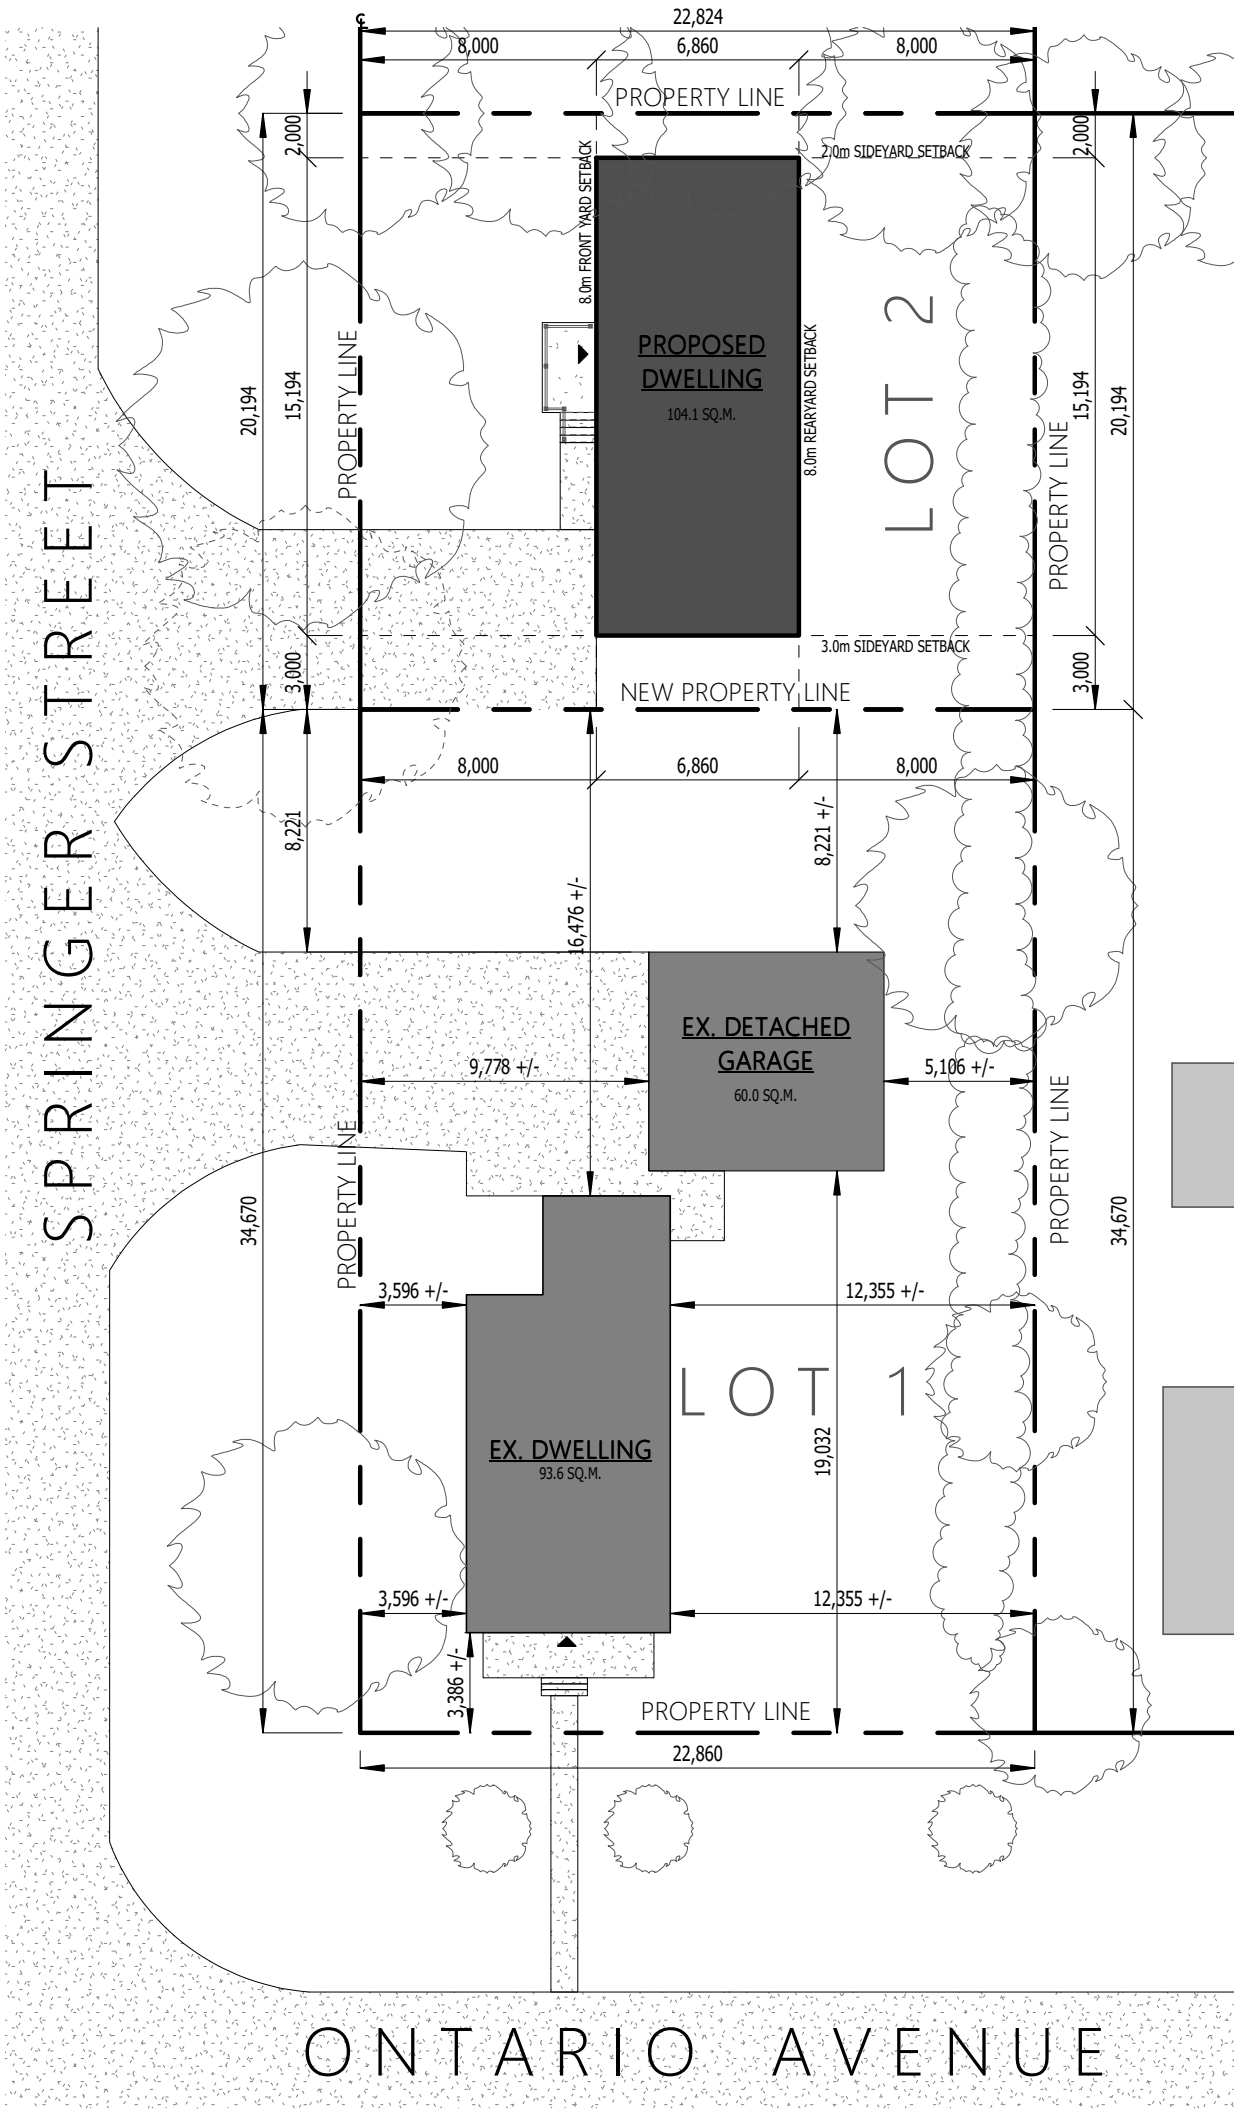 ℄
22,824
8,000
6,860
8,000
PROPERTY LINE
2,000
2,000
2.0m SIDEYARD SETBACK
8.0m FRONT YARD SETBACK
LOT 2
PROPOSED
DWELLING
104.1 SQ.M.
8.0m REARYARD SETBACK
PROPERTY LINE
20,194
15,194
15,194
20,194
PROPERTY LINE
SPRINGER STREET
3.0m SIDEYARD SETBACK
3,000
3,000
NEW PROPERTY LINE
8,000
6,860
8,000
8,221
8,221 +/-
16,476 +/-
EX. DETACHED
GARAGE
60.0 SQ.M.
9,778 +/-
5,106 +/-
PROPERTY LINE
PROPERTY LINE
34,670
34,670
3,596 +/-
12,355 +/-
LOT 1
19,032
EX. DWELLING
93.6 SQ.M.
3,596 +/-
12,355 +/-
3,386 +/-
PROPERTY LINE
22,860
ONTARIO AVENUE